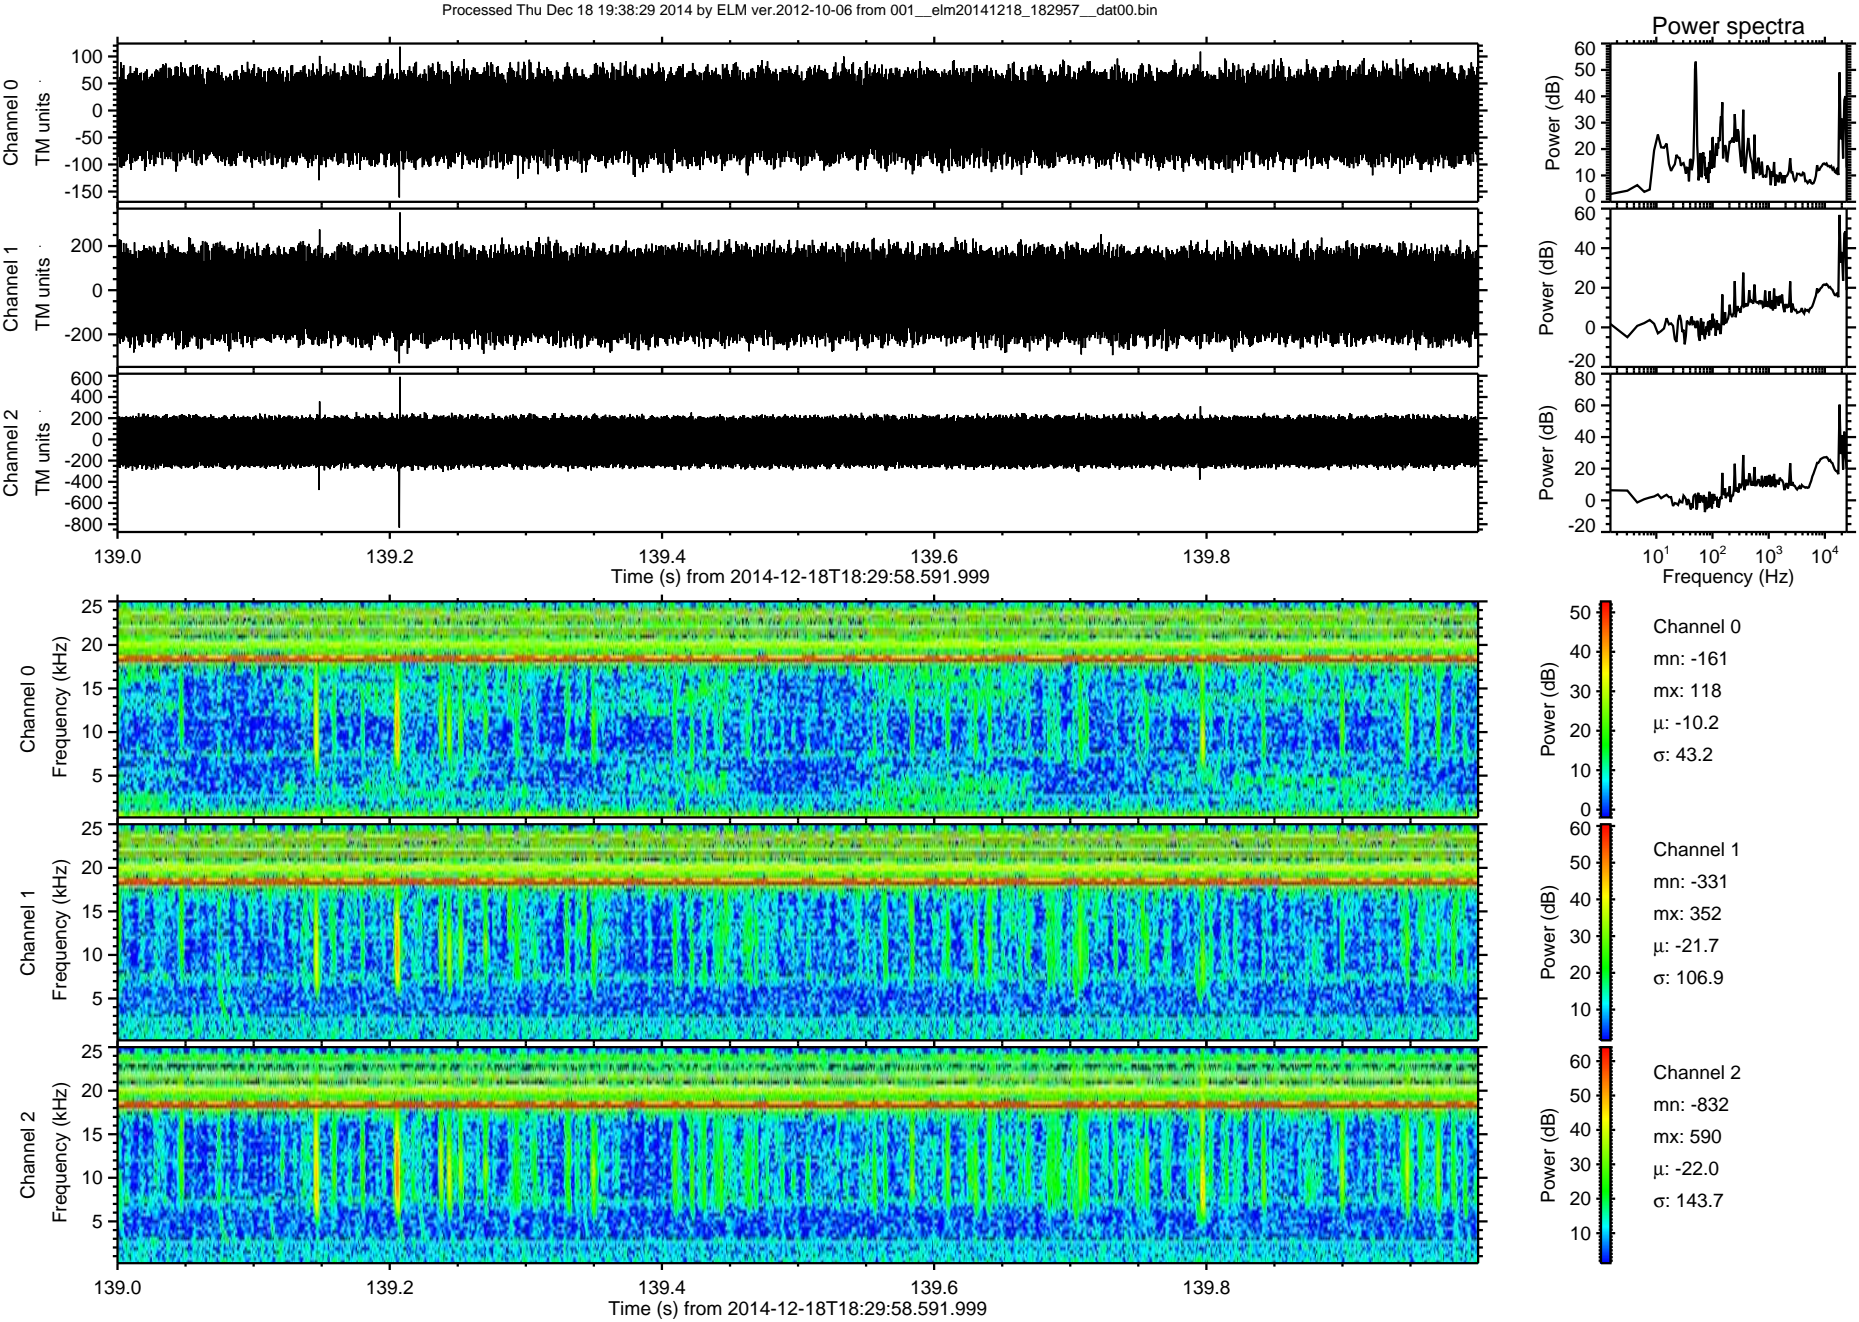 Processed Thu Dec 18 19:38:29 2014 by ELM ver.2012-10-06 from 001__elm20141218_182957__dat00.bin
Power spectra
Channel 0
TM units
100
50
0
-50
-100
-150
Power (dB)
60
50
40
30
20
10
0
Channel 1
TM units
200
0
-200
Power (dB)
60
40
20
0
-20
Channel 2
TM units
600
400
200
0
-200
-400
-600
-800
Power (dB)
80
60
40
20
0
-20
139.0 139.2 139.4 139.6 139.8
Time (s) from 2014-12-18T18:29:58.591.999
10^1 10^2 10^3 10^4
Frequency (Hz)
Channel 0
Frequency (kHz)
25
20
15
10
5
Power (dB)
50
40
30
20
10
0
Channel 0
mn: -161
mx: 118
μ: -10.2
σ: 43.2
Channel 1
Frequency (kHz)
25
20
15
10
5
Power (dB)
60
50
40
30
20
10
Channel 1
mn: -331
mx: 352
μ: -21.7
σ: 106.9
Channel 2
Frequency (kHz)
25
20
15
10
5
Power (dB)
60
50
40
30
20
10
Channel 2
mn: -832
mx: 590
μ: -22.0
σ: 143.7
139.0 139.2 139.4 139.6 139.8
Time (s) from 2014-12-18T18:29:58.591.999